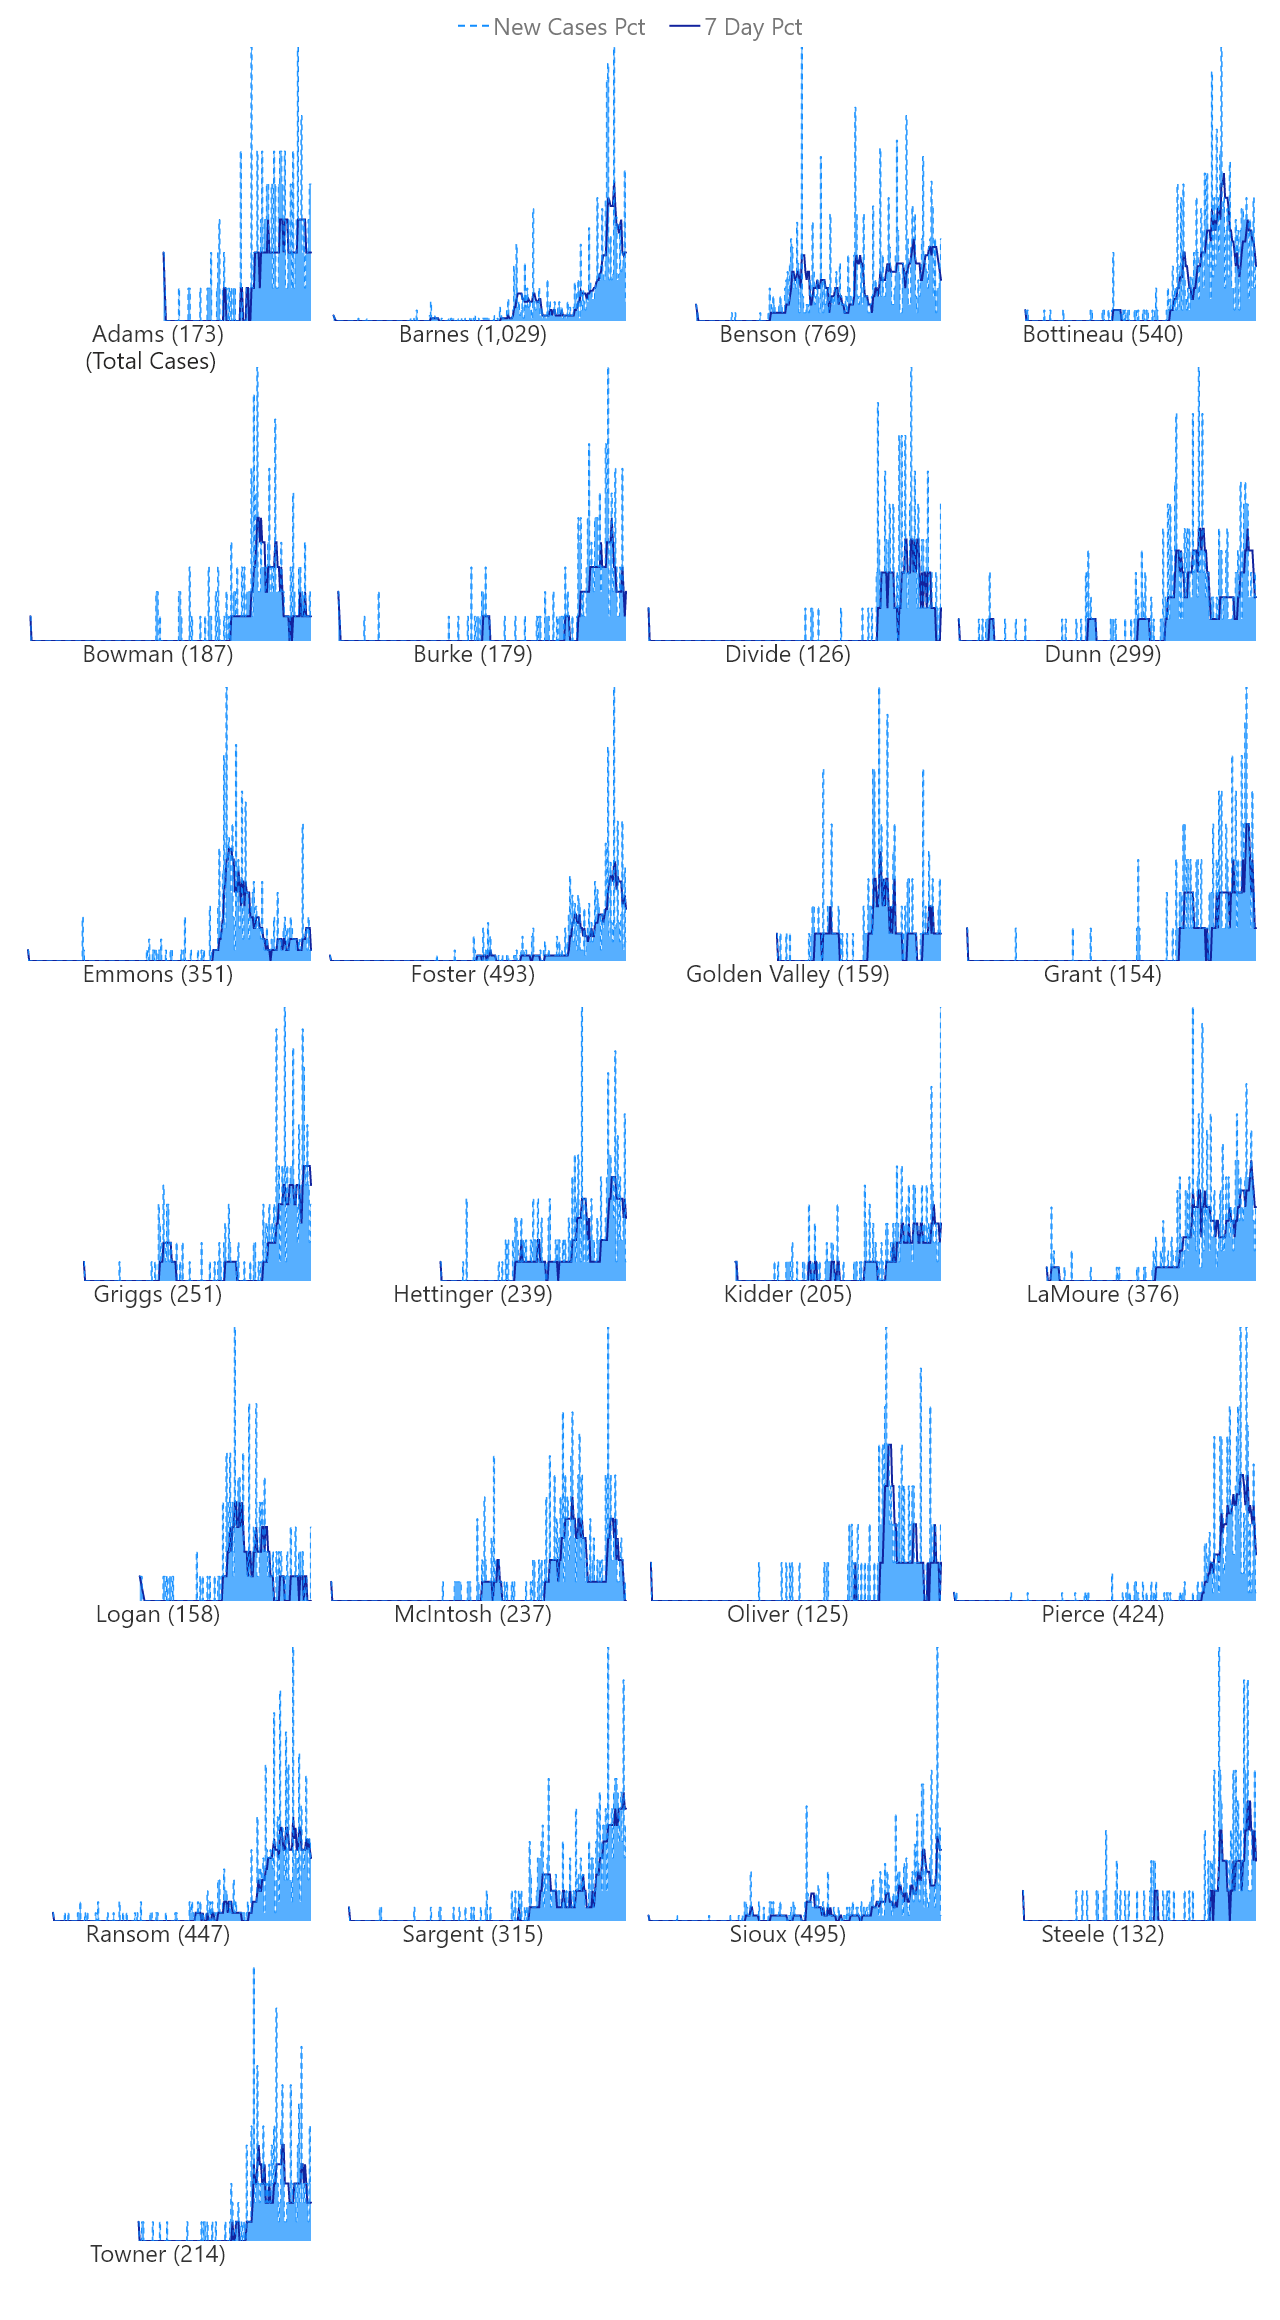 New Cases Pct 7 Day Pct
Adams (173) Barnes (1,029) Benson (769) Bottineau (540)
(Total Cases)
Bowman (187) Burke (179) Divide (126) Dunn (299)
Emmons (351) Foster (493) Golden Valley (159) Grant (154)
Griggs (251) Hettinger (239) Kidder (205) LaMoure (376)
Logan (158) McIntosh (237) Oliver (125) Pierce (424)
Ransom (447) Sargent (315) Sioux (495) Steele (132)
Towner (214)